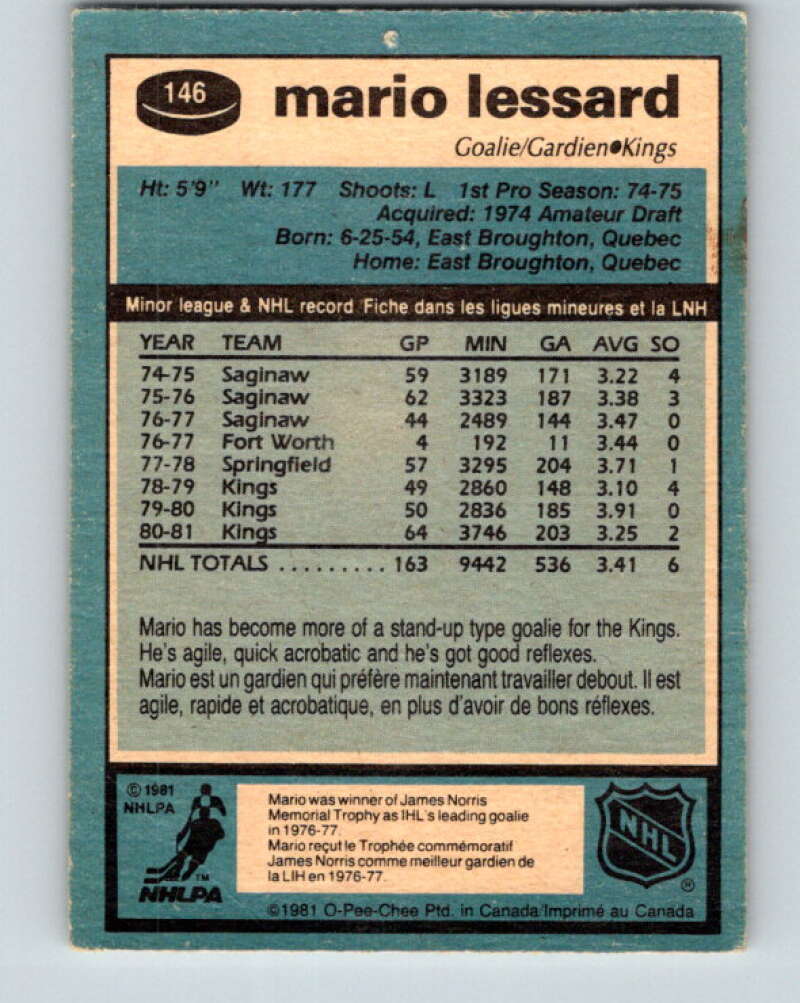 146
mario lessard
Goalie/Gardien●Kings
Ht: 5'9" Wt: 177 Shoots: L 1st Pro Season: 74-75
Acquired: 1974 Amateur Draft
Born: 6-25-54, East Broughton, Quebec
Home: East Broughton, Quebec
Minor league & NHL record Fiche dans les ligues mineures et la LNH
YEAR TEAM GP MIN GA AVG SO
74-75 Saginaw 59 3189 171 3.22 4
75-76 Saginaw 62 3323 187 3.38 3
76-77 Saginaw 44 2489 144 3.47 0
76-77 Fort Worth 4 192 11 3.44 0
77-78 Springfield 57 3295 204 3.71 1
78-79 Kings 49 2860 148 3.10 4
79-80 Kings 50 2836 185 3.91 0
80-81 Kings 64 3746 203 3.25 2
NHL TOTALS ......... 163 9442 536 3.41 6
Mario has become more of a stand-up type goalie for the Kings.
He's agile, quick acrobatic and he's got good reflexes.
Mario est un gardien qui préfère maintenant travailler debout. Il est
agile, rapide et acrobatique, en plus d'avoir de bons réflexes.
© 1981
NHLPA
TM
NHLPA
Mario was winner of James Norris
Memorial Trophy as IHL's leading goalie
in 1976-77.
Mario reçut le Trophée commémoratif
James Norris comme meilleur gardien de
la LIH en 1976-77.
NHL
®
©1981 O-Pee-Chee Ptd. in Canada/Imprimé au Canada